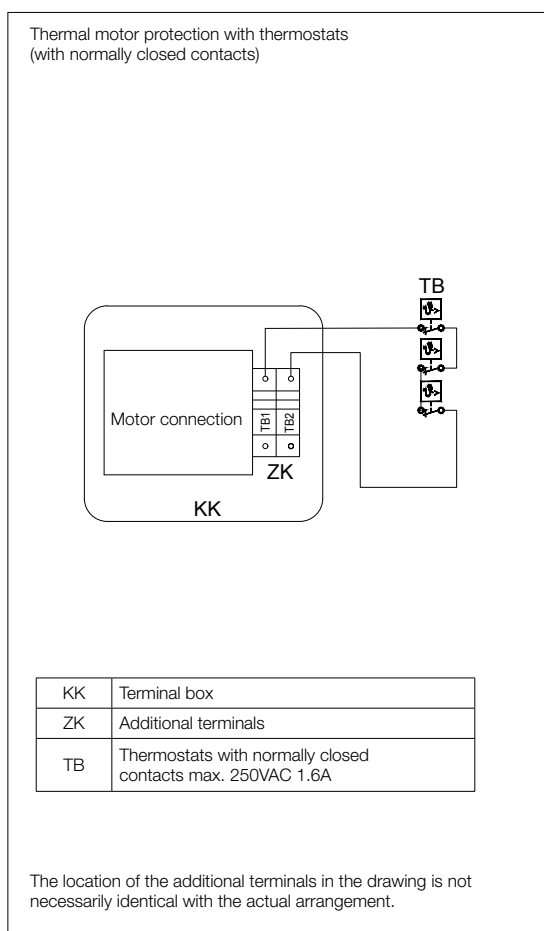 Thermal motor protection with thermostats
(with normally closed contacts)
TB
Motor connection
TB1
TB2
ZK
KK
KK Terminal box
ZK Additional terminals
TB Thermostats with normally closed
contacts max. 250VAC 1.6A
The location of the additional terminals in the drawing is not
necessarily identical with the actual arrangement.